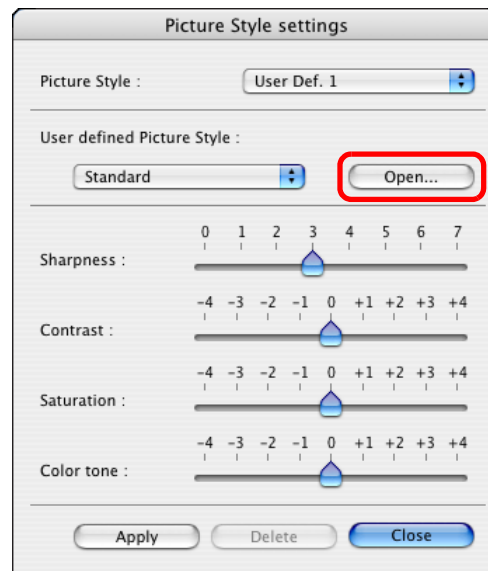 Picture Style settings
Picture Style : User Def. 1
User defined Picture Style :
Standard Open...
0 1 2 3 4 5 6 7
Sharpness :
-4 -3 -2 -1 0 +1 +2 +3 +4
Contrast :
-4 -3 -2 -1 0 +1 +2 +3 +4
Saturation :
-4 -3 -2 -1 0 +1 +2 +3 +4
Color tone :
Apply Delete Close